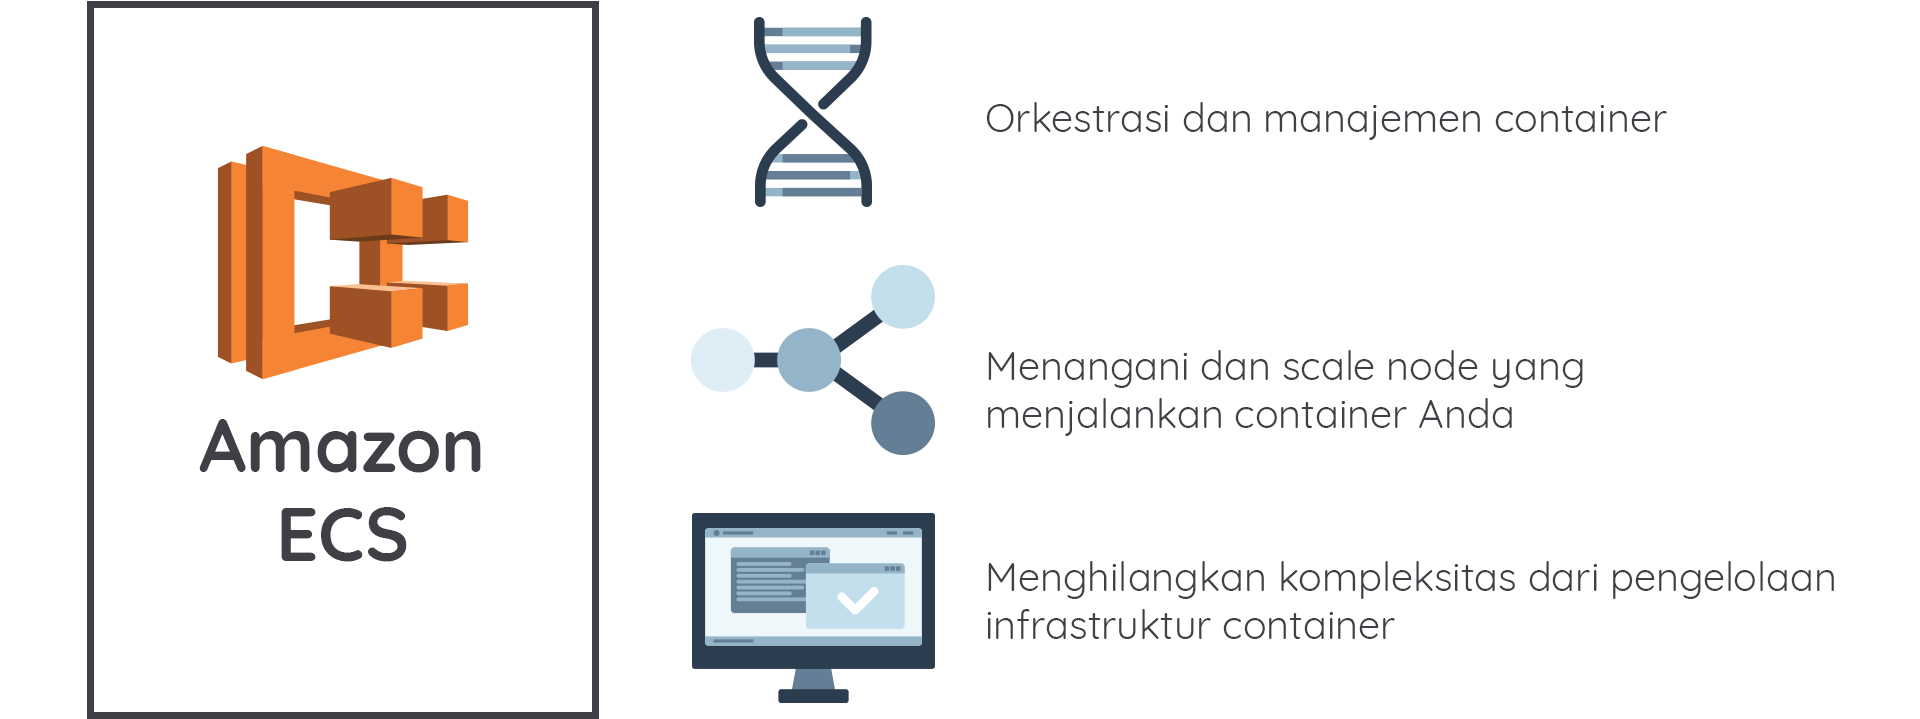 Amazon
ECS
Orkestrasi dan manajemen container
Menangani dan scale node yang
menjalankan container Anda
Menghilangkan kompleksitas dari pengelolaan
infrastruktur container